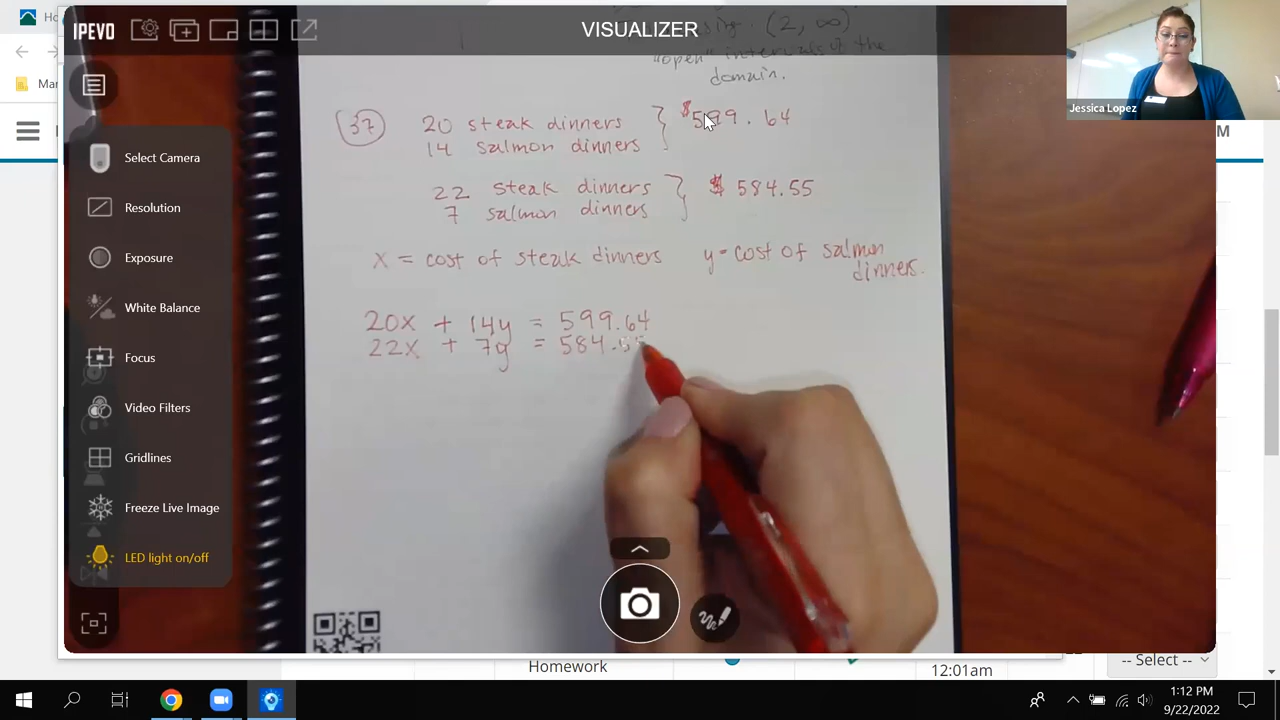 IPEVO
VISUALIZER
(2, ∞)
"open" intervals of the
domain.
Jessica Lopez
37
20 steak dinners
14 salmon dinners
$599.64
22 steak dinners
7 salmon dinners
$584.55
x = cost of steak dinners y = cost of salmon
dinners.
20x + 14y = 599.64
22x + 7y = 584.55
Select Camera
Resolution
Exposure
White Balance
Focus
Video Filters
Gridlines
Freeze Live Image
LED light on/off
Homework
12:01am
-- Select --
1:12 PM
9/22/2022